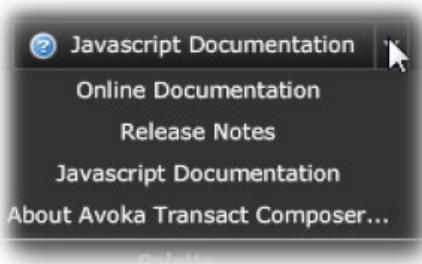 Javascript Documentation
Online Documentation
Release Notes
Javascript Documentation
About Avoka Transact Composer...